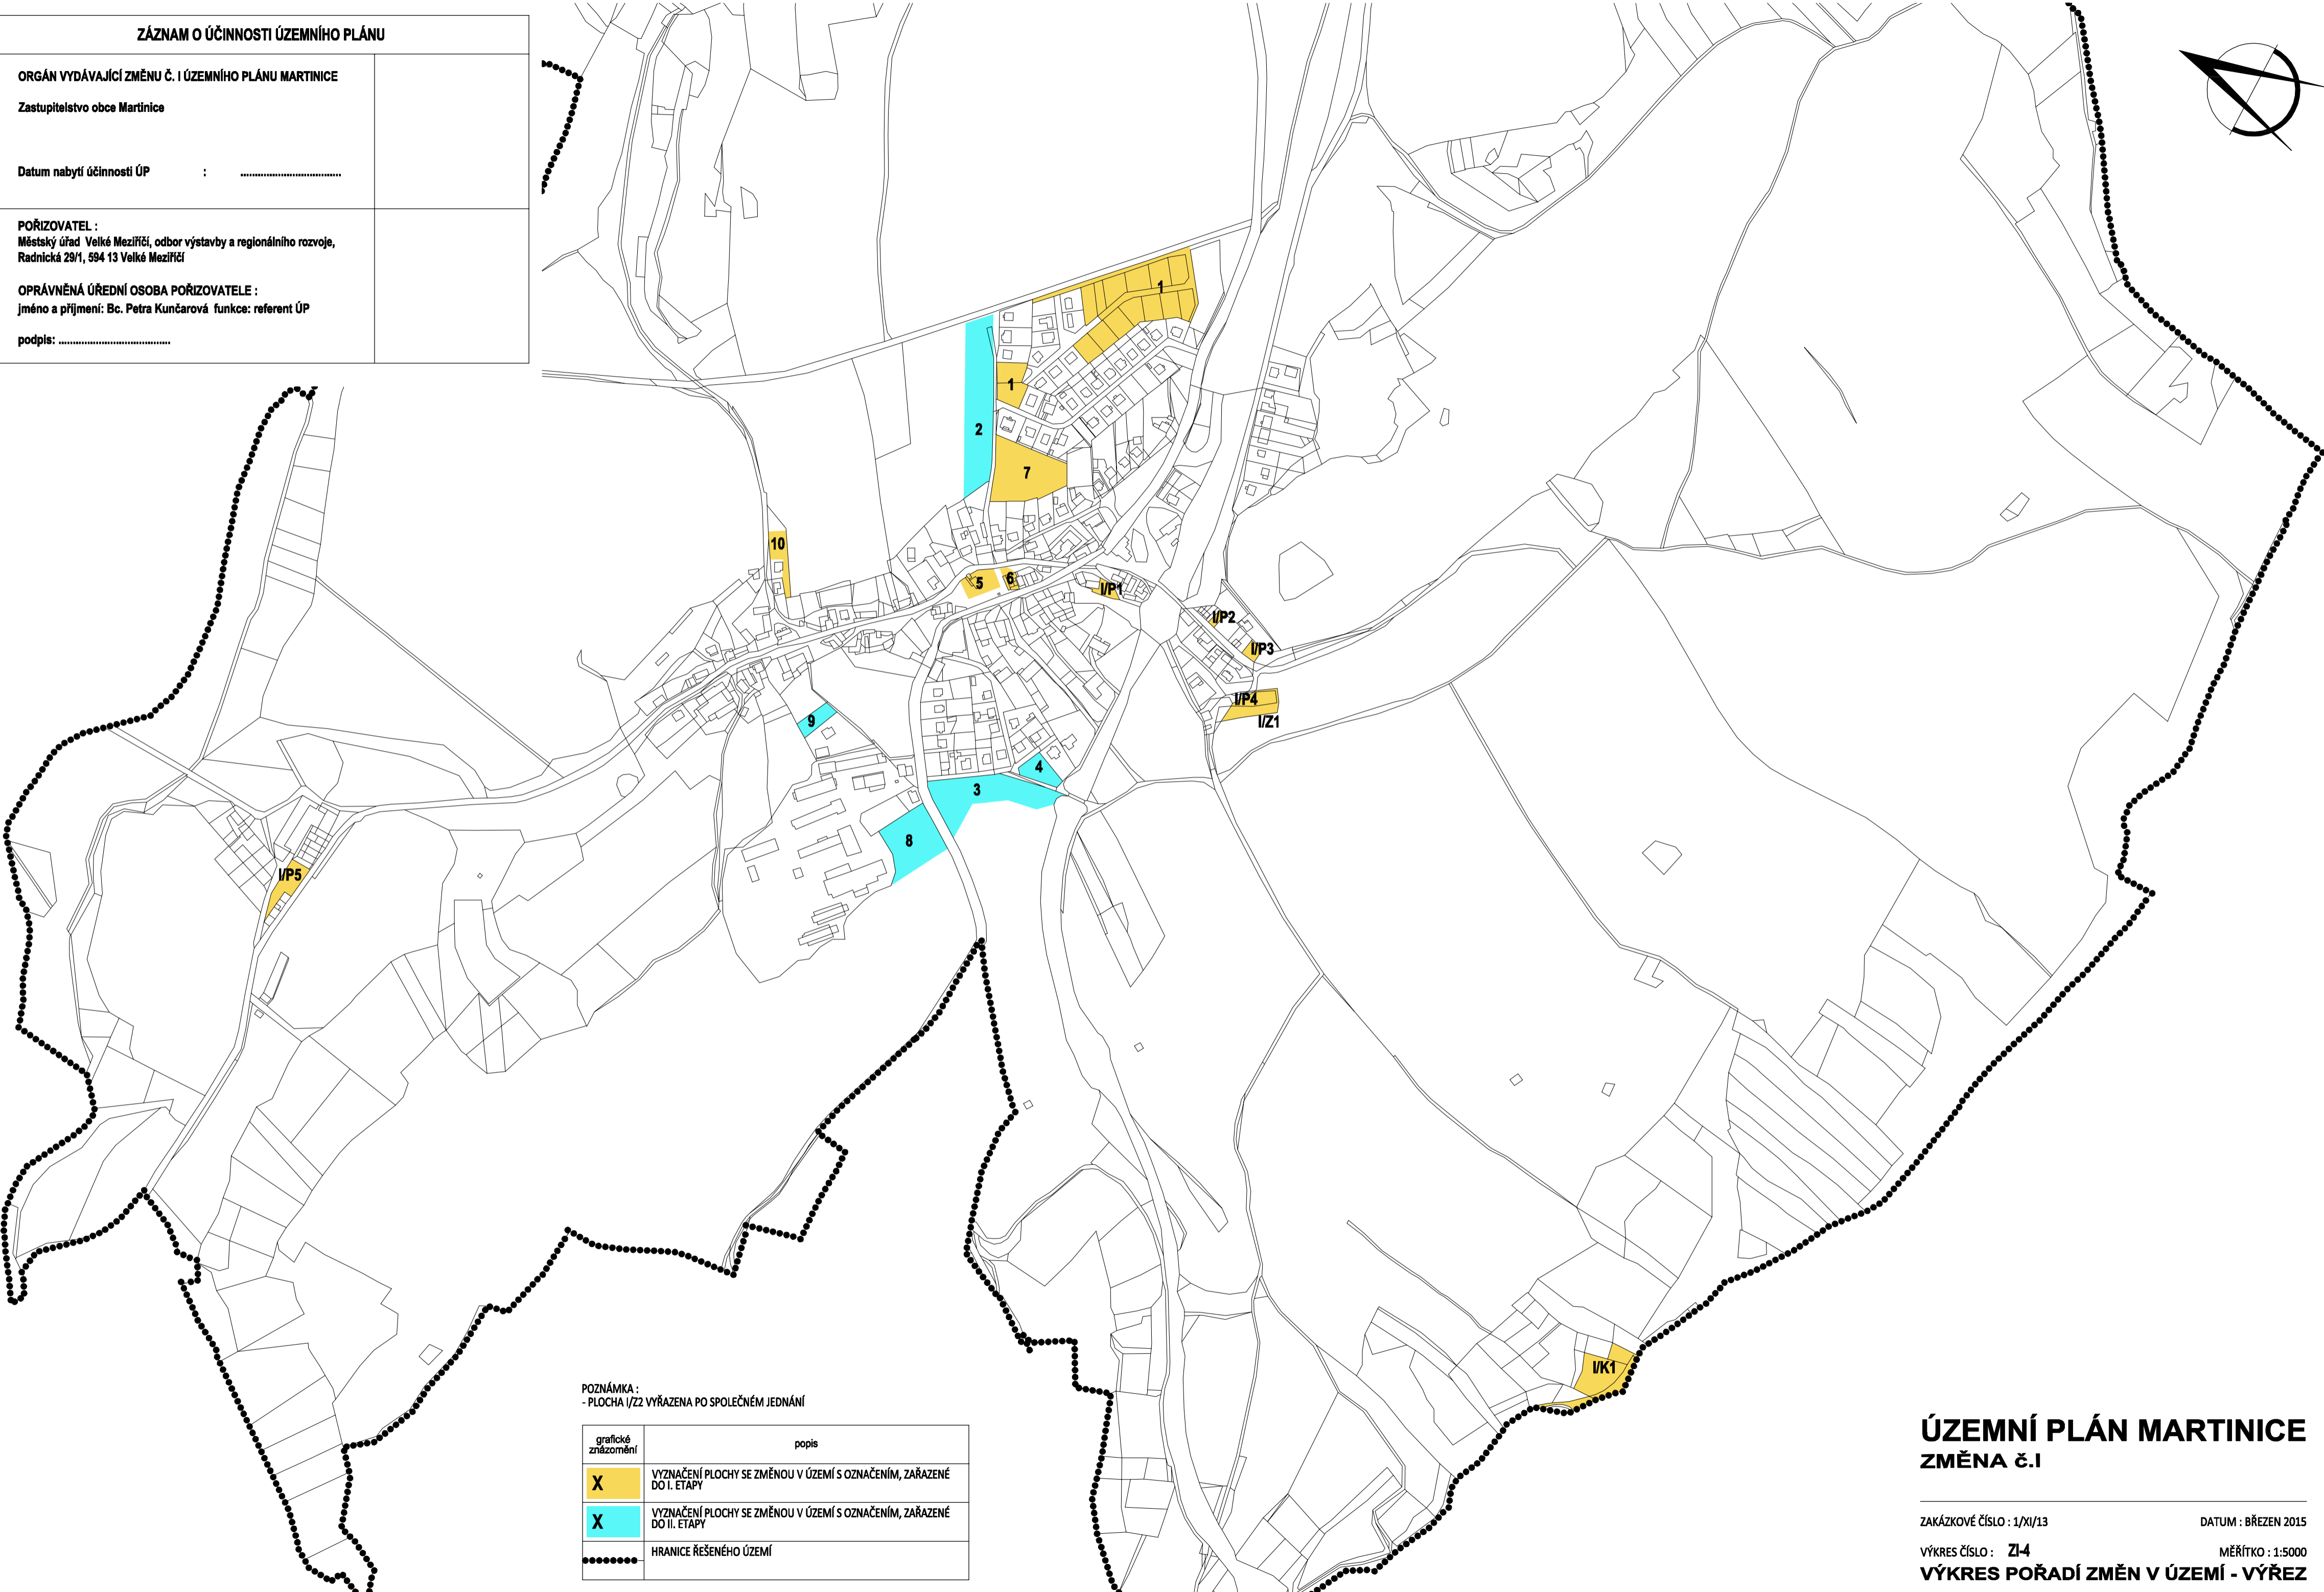 ZÁZNAM O ÚČINNOSTI ÚZEMNÍHO PLÁNU
ORGÁN VYDÁVAJÍCÍ ZMĚNU Č. I ÚZEMNÍHO PLÁNU MARTINICE
Zastupitelstvo obce Martinice
Datum nabytí účinnosti ÚP : ...................................
POŘIZOVATEL :
Městský úřad Velké Meziříčí, odbor výstavby a regionálního rozvoje,
Radnická 29/1, 594 13 Velké Meziříčí
OPRÁVNĚNÁ ÚŘEDNÍ OSOBA POŘIZOVATELE :
jméno a příjmení: Bc. Petra Kunčarová funkce: referent ÚP
podpis: .......................................
1
1
2
7
10
5
6
I/P1
I/P2
I/P3
I/P4
I/Z1
9
4
3
8
I/P5
I/K1
POZNÁMKA :
- PLOCHA I/Z2 VYŘAZENA PO SPOLEČNÉM JEDNÁNÍ
grafické
znázornění
popis
X
VYZNAČENÍ PLOCHY SE ZMĚNOU V ÚZEMÍ S OZNAČENÍM, ZAŘAZENÉ
DO I. ETAPY
X
VYZNAČENÍ PLOCHY SE ZMĚNOU V ÚZEMÍ S OZNAČENÍM, ZAŘAZENÉ
DO II. ETAPY
HRANICE ŘEŠENÉHO ÚZEMÍ
ÚZEMNÍ PLÁN MARTINICE
ZMĚNA č.I
ZAKÁZKOVÉ ČÍSLO : 1/XI/13 DATUM : BŘEZEN 2015
VÝKRES ČÍSLO : ZI-4 MĚŘÍTKO : 1:5000
VÝKRES POŘADÍ ZMĚN V ÚZEMÍ - VÝŘEZ